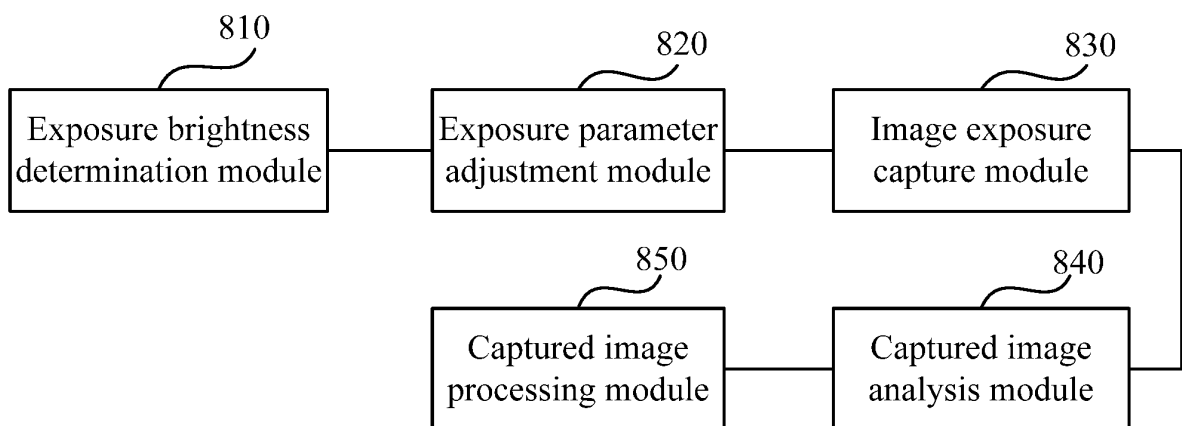 810
820
830
Exposure brightness
determination module
Exposure parameter
adjustment module
Image exposure
capture module
850
840
Captured image
processing module
Captured image
analysis module